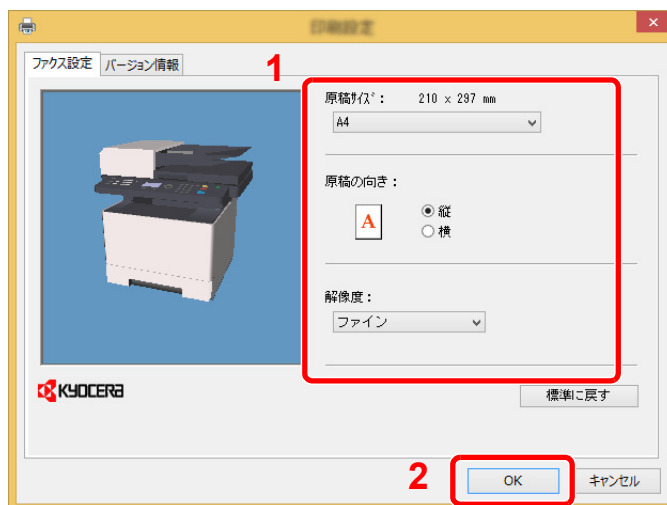 印刷設定
ファクス設定 バージョン情報
1
原稿ｻｲｽﾞ: 210 x 297 mm
A4
原稿の向き:
A
縦
横
解像度:
ファイン
KYOCERA
標準に戻す
2
OK キャンセル